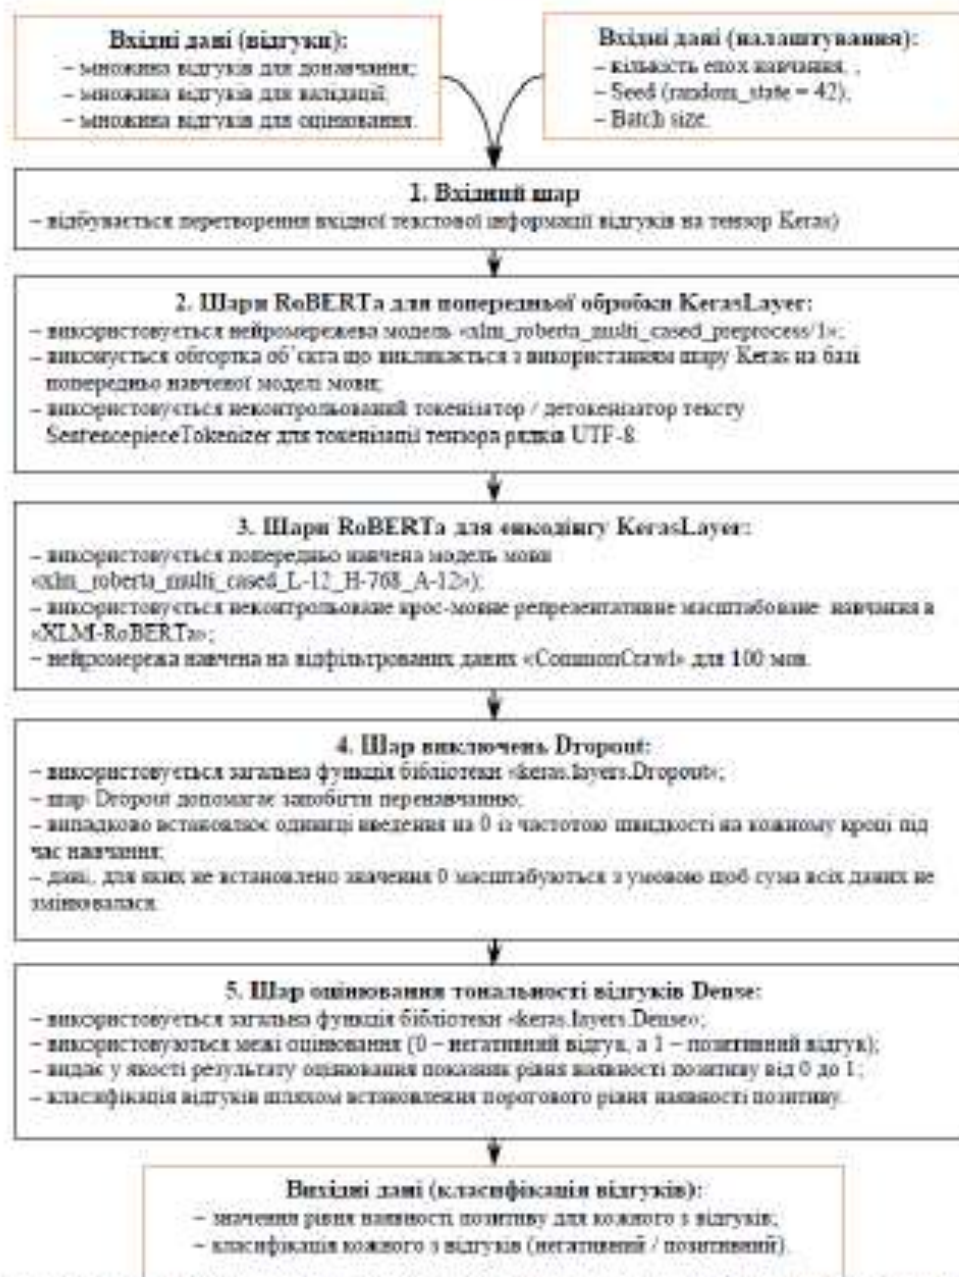 Вхідні дані (відгуки):
– множина відгуків для донавчання;
– множина відгуків для валідації;
– множина відгуків для оцінювання.
Вхідні дані (налаштування):
– кількість епох навчання, ,
– Seed (random_state = 42);
– Batch size.
1. Вхідний шар
– відбувається перетворення вхідної текстової інформації відгуків на тензор Keras)
2. Шари RoBERTa для попередньої обробки KerasLayer:
– використовується нейромережева модель «xlm_roberta_multi_cased_preprocess/1»;
– виконується обгортка об’єкта що викликається з використанням шару Keras на базі
попередньо навченої моделі мови;
– використовується неконтрольований токенізатор / детокенізатор тексту
SentencepieceTokenizer для токенізації тензора рядків UTF-8.
3. Шари RoBERTa для енкодінгу KerasLayer:
– використовується попередньо навчена модель мови
«xlm_roberta_multi_cased_L-12_H-768_A-12»);
– використовується неконтрольоване крос-мовне репрезентативне масштабоване навчання в
«XLM-RoBERTa»;
– нейромережа навчена на відфільтрованих даних «CommonCrawl» для 100 мов.
4. Шар виключень Dropout:
– використовується загальна функція бібліотеки «keras.layers.Dropout»;
– шар Dropout допомагає запобігти перенавчанню;
– випадково встановлює одиниці введення на 0 із частотою швидкості на кожному кроці під
час навчання;
– дані, для яких не встановлено значення 0 масштабуються з умовою щоб сума всіх даних не
змінювалася.
5. Шар оцінювання тональності відгуків Dense:
– використовується загальна функція бібліотеки «keras.layers.Dense»;
– використовуються межі оцінювання (0 – негативний відгук, а 1 – позитивний відгук);
– видає у якості результату оцінювання показник рівня наявності позитиву від 0 до 1;
– класифікація відгуків шляхом встановлення порогового рівня наявності позитиву.
Вихідні дані (класифікація відгуків):
– значення рівня наявності позитиву для кожного з відгуків;
– класифікація кожного з відгуків (негативний / позитивний).